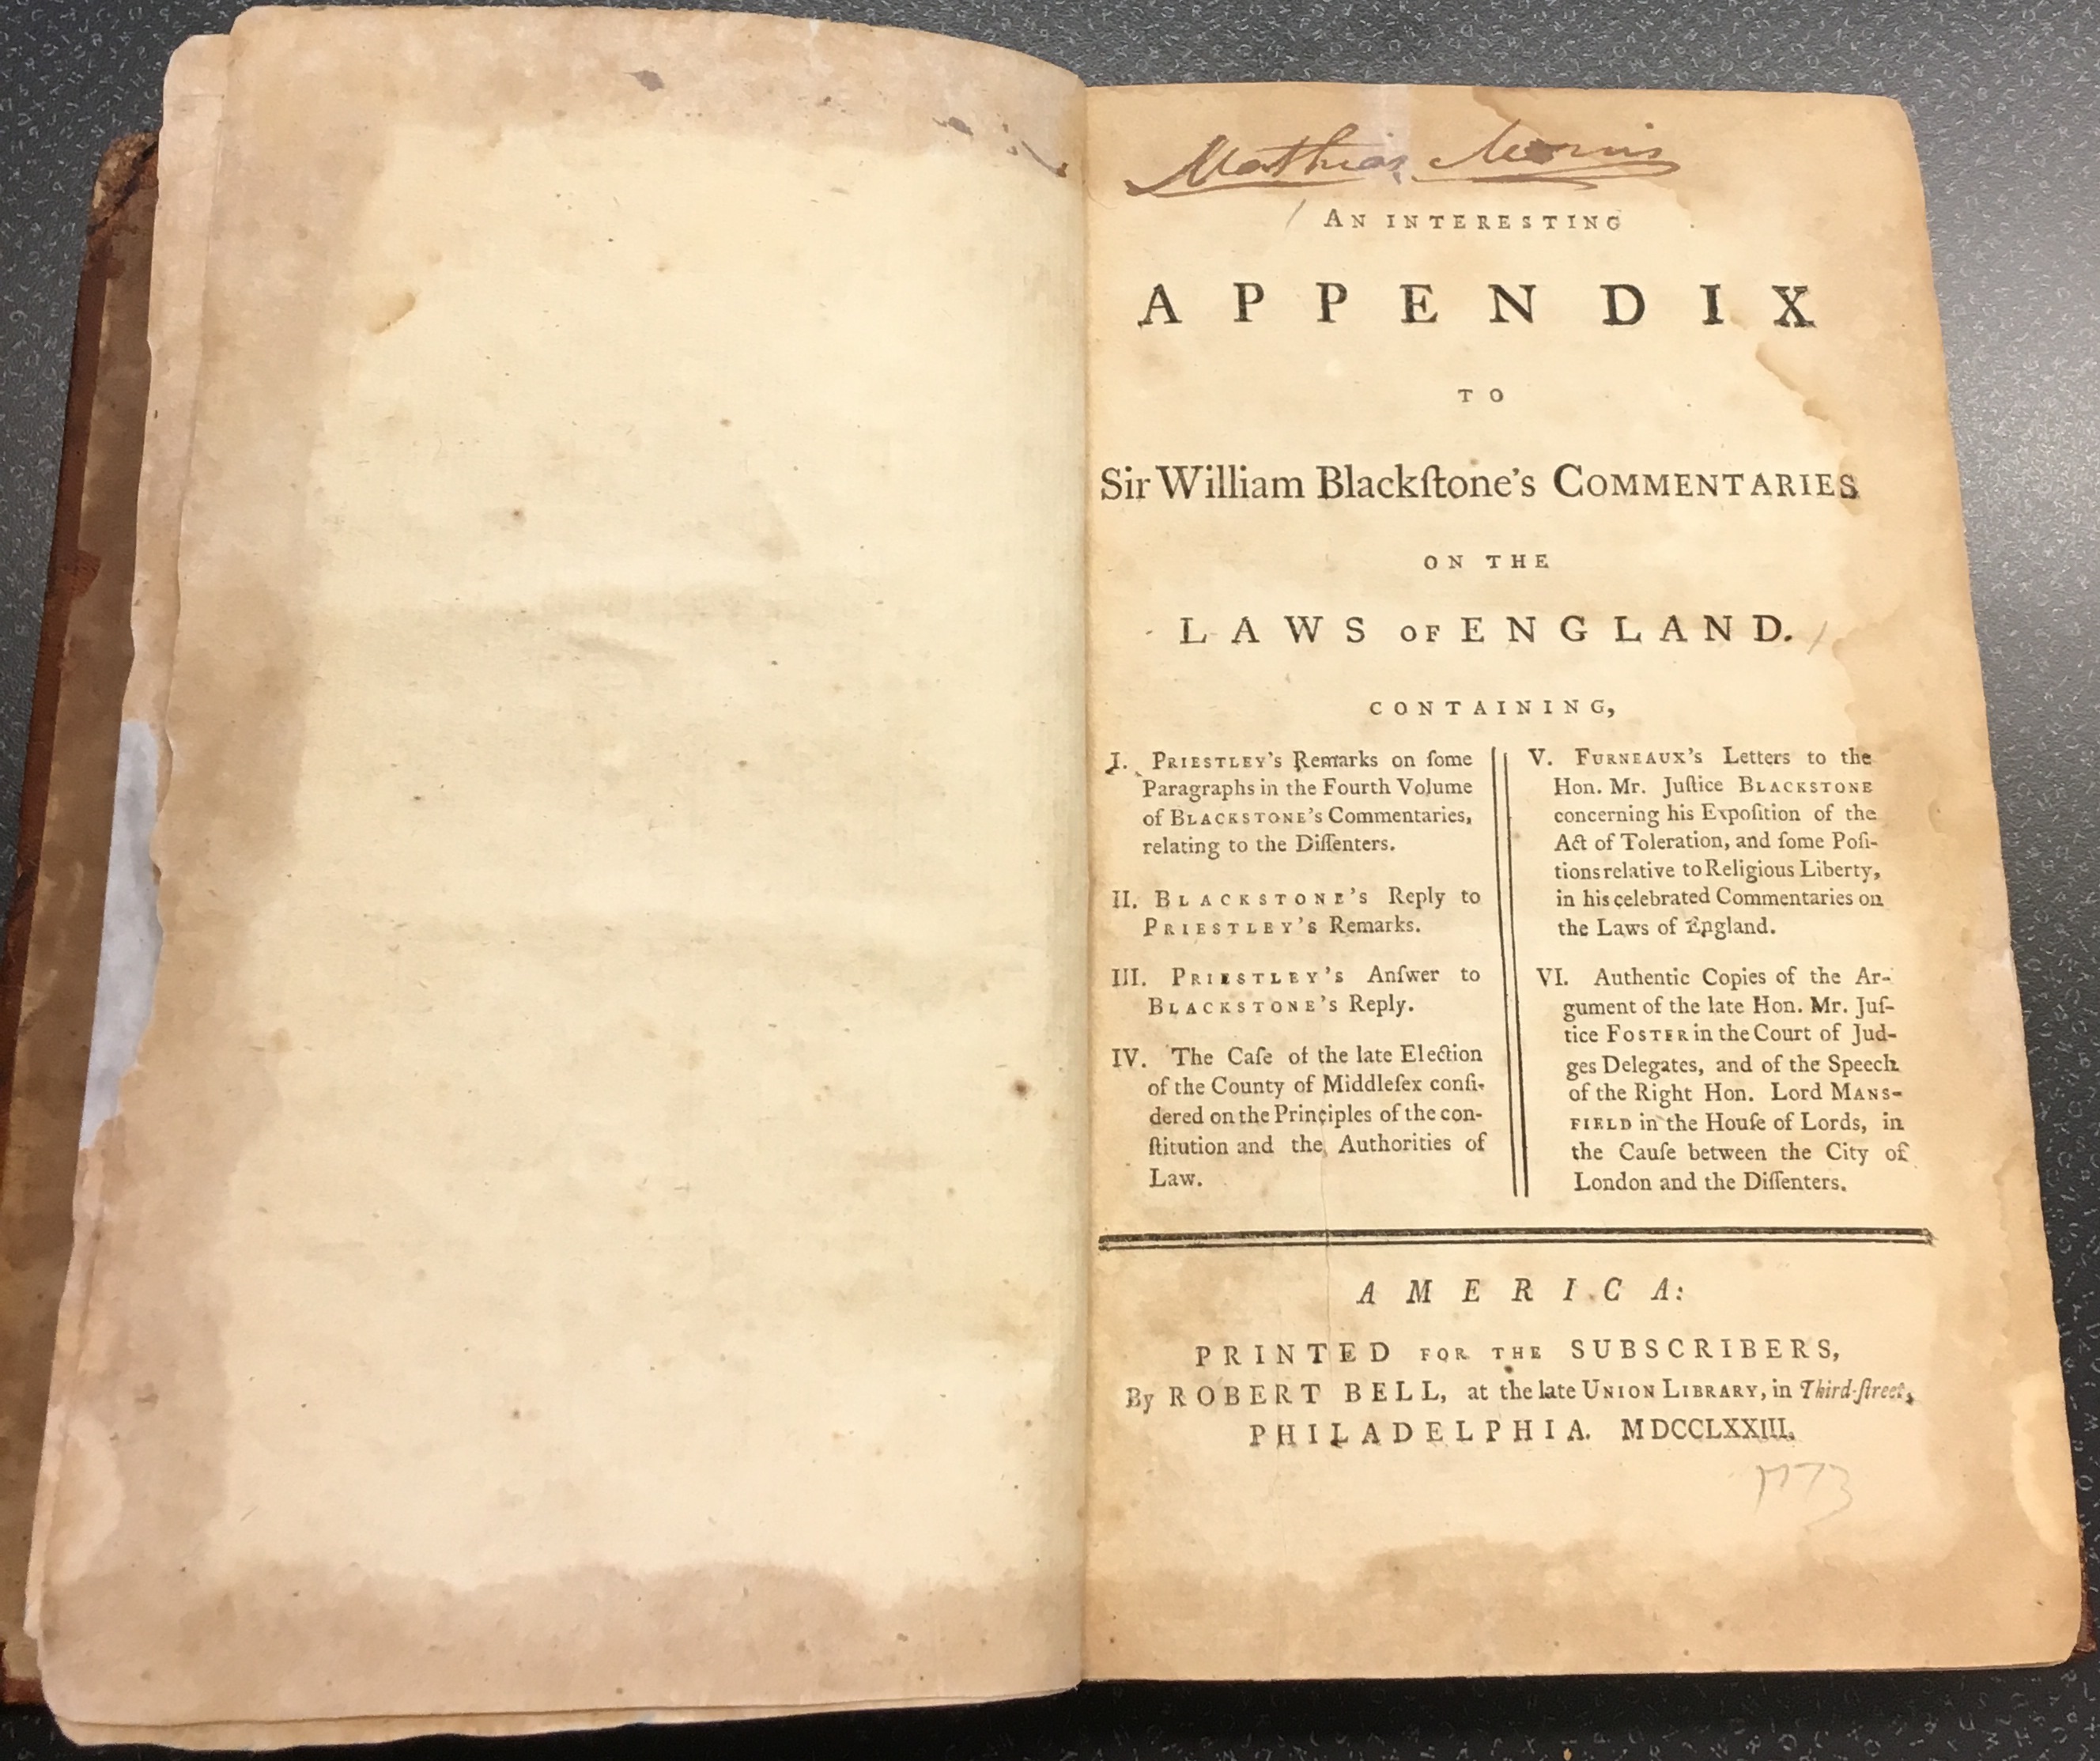 Mathias Morris
AN INTERESTING
APPENDIX
TO
Sir William Blackſtone's COMMENTARIES
ON THE
LAWS OF ENGLAND.
CONTAINING,
I. PRIESTLEY'S Remarks on ſome
Paragraphs in the Fourth Volume
of BLACKSTONE'S Commentaries,
relating to the Diſſenters.
II. BLACKSTONE'S Reply to
PRIESTLEY'S Remarks.
III. PRIESTLEY'S Anſwer to
BLACKSTONE'S Reply.
IV. The Caſe of the late Election
of the County of Middleſex conſi-
dered on the Principles of the con-
ſtitution and the Authorities of
Law.
V. FURNEAUX'S Letters to the
Hon. Mr. Juſtice BLACKSTONE
concerning his Expoſition of the
Act of Toleration, and ſome Poſi-
tions relative to Religious Liberty,
in his celebrated Commentaries on
the Laws of England.
VI. Authentic Copies of the Ar-
gument of the late Hon. Mr. Juſ-
tice FOSTER in the Court of Jud-
ges Delegates, and of the Speech
of the Right Hon. Lord MANS-
FIELD in the Houſe of Lords, in
the Cauſe between the City of
London and the Diſſenters.
AMERICA:
PRINTED FOR THE SUBSCRIBERS,
By ROBERT BELL, at the late UNION LIBRARY, in Third-ſtreet,
PHILADELPHIA. MDCCLXXIII.
1773